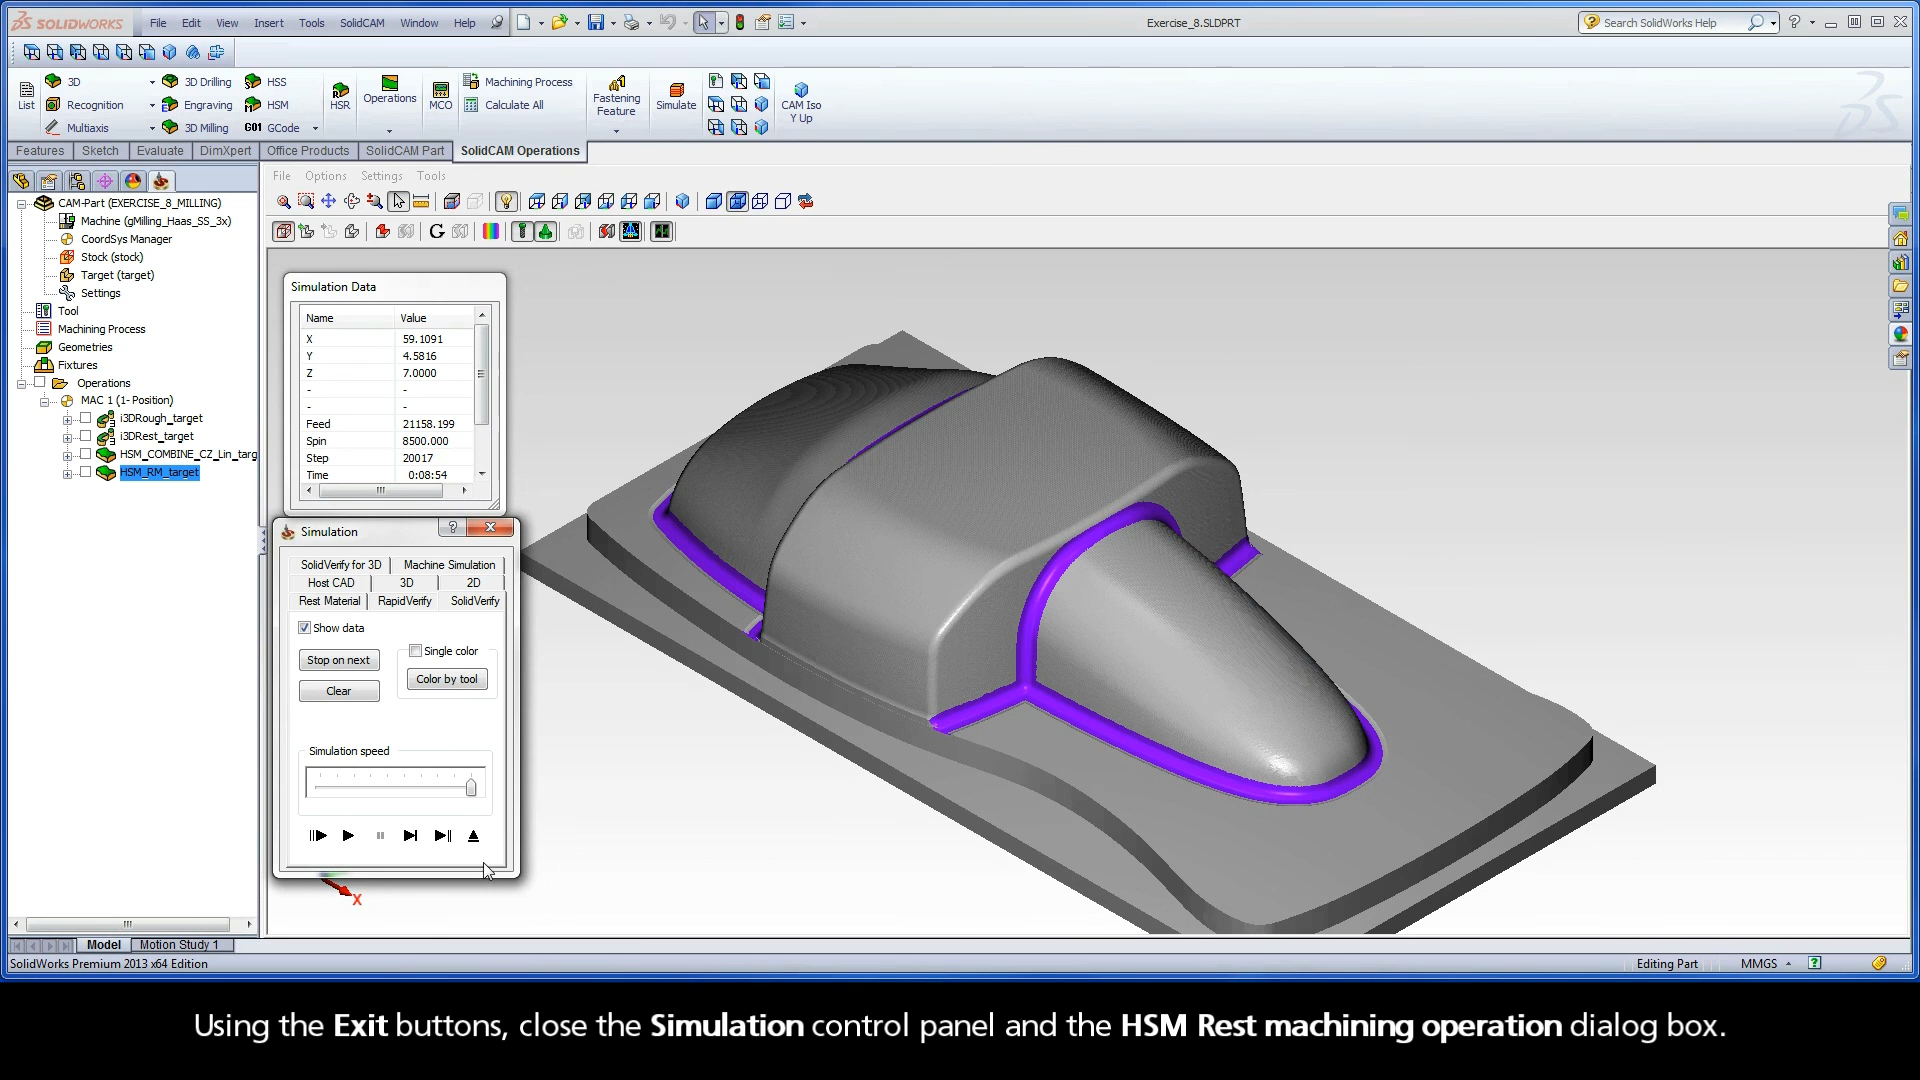 SOLIDWORKS File Edit View Insert Tools SolidCAM Window Help Exercise_8.SLDPRT Search SolidWorks Help
3D 3D Drilling HSS Machining Process
List Recognition Engraving HSM HSR Operations MCO Calculate All Fastening Feature Simulate CAM Iso Y Up
Multiaxis 3D Milling G01 GCode
Features Sketch Evaluate DimXpert Office Products SolidCAM Part SolidCAM Operations
File Options Settings Tools
CAM-Part (EXERCISE_8_MILLING)
Machine (gMilling_Haas_SS_3x)
CoordSys Manager
Stock (stock)
Target (target)
Settings
Tool
Machining Process
Geometries
Fixtures
Operations
MAC 1 (1- Position)
i3DRough_target
i3DRest_target
HSM_COMBINE_CZ_Lin_targ
HSM_RM_target
Simulation Data
Name Value
X 59.1091
Y 4.5816
Z 7.0000
- -
- -
Feed 21158.199
Spin 8500.000
Step 20017
Time 0:08:54
Simulation
SolidVerify for 3D Machine Simulation
Host CAD 3D 2D
Rest Material RapidVerify SolidVerify
Show data
Stop on next Single color
Clear Color by tool
Simulation speed
X
Model Motion Study 1
SolidWorks Premium 2013 x64 Edition Editing Part MMGS
Using the Exit buttons, close the Simulation control panel and the HSM Rest machining operation dialog box.